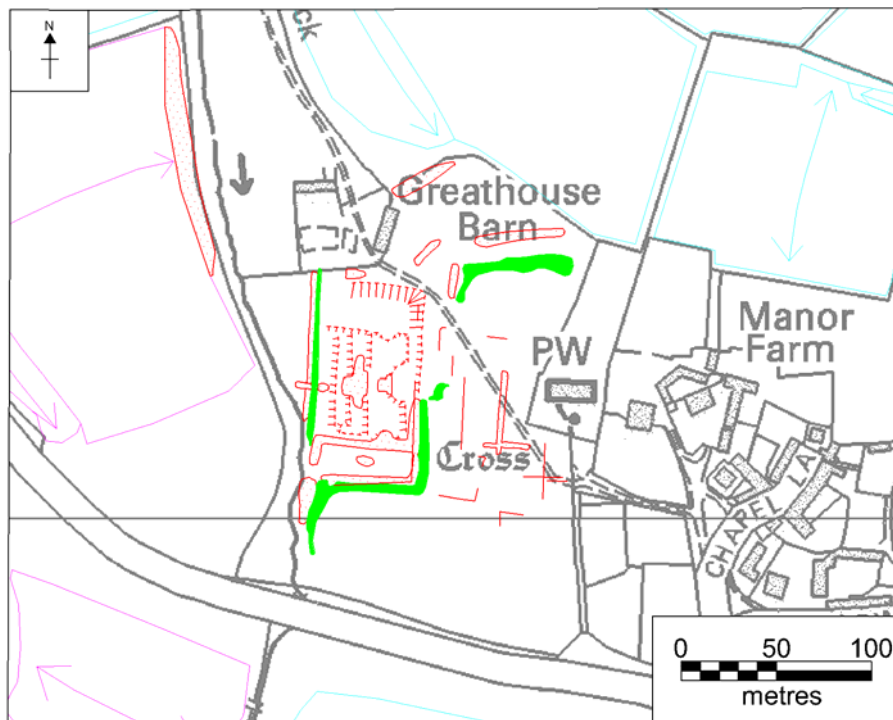 N
ck
Greathouse
Barn
Manor
Farm
PW
Cross
CHAPEL LA
0 50 100
metres